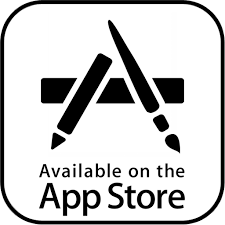 Available on the
App Store